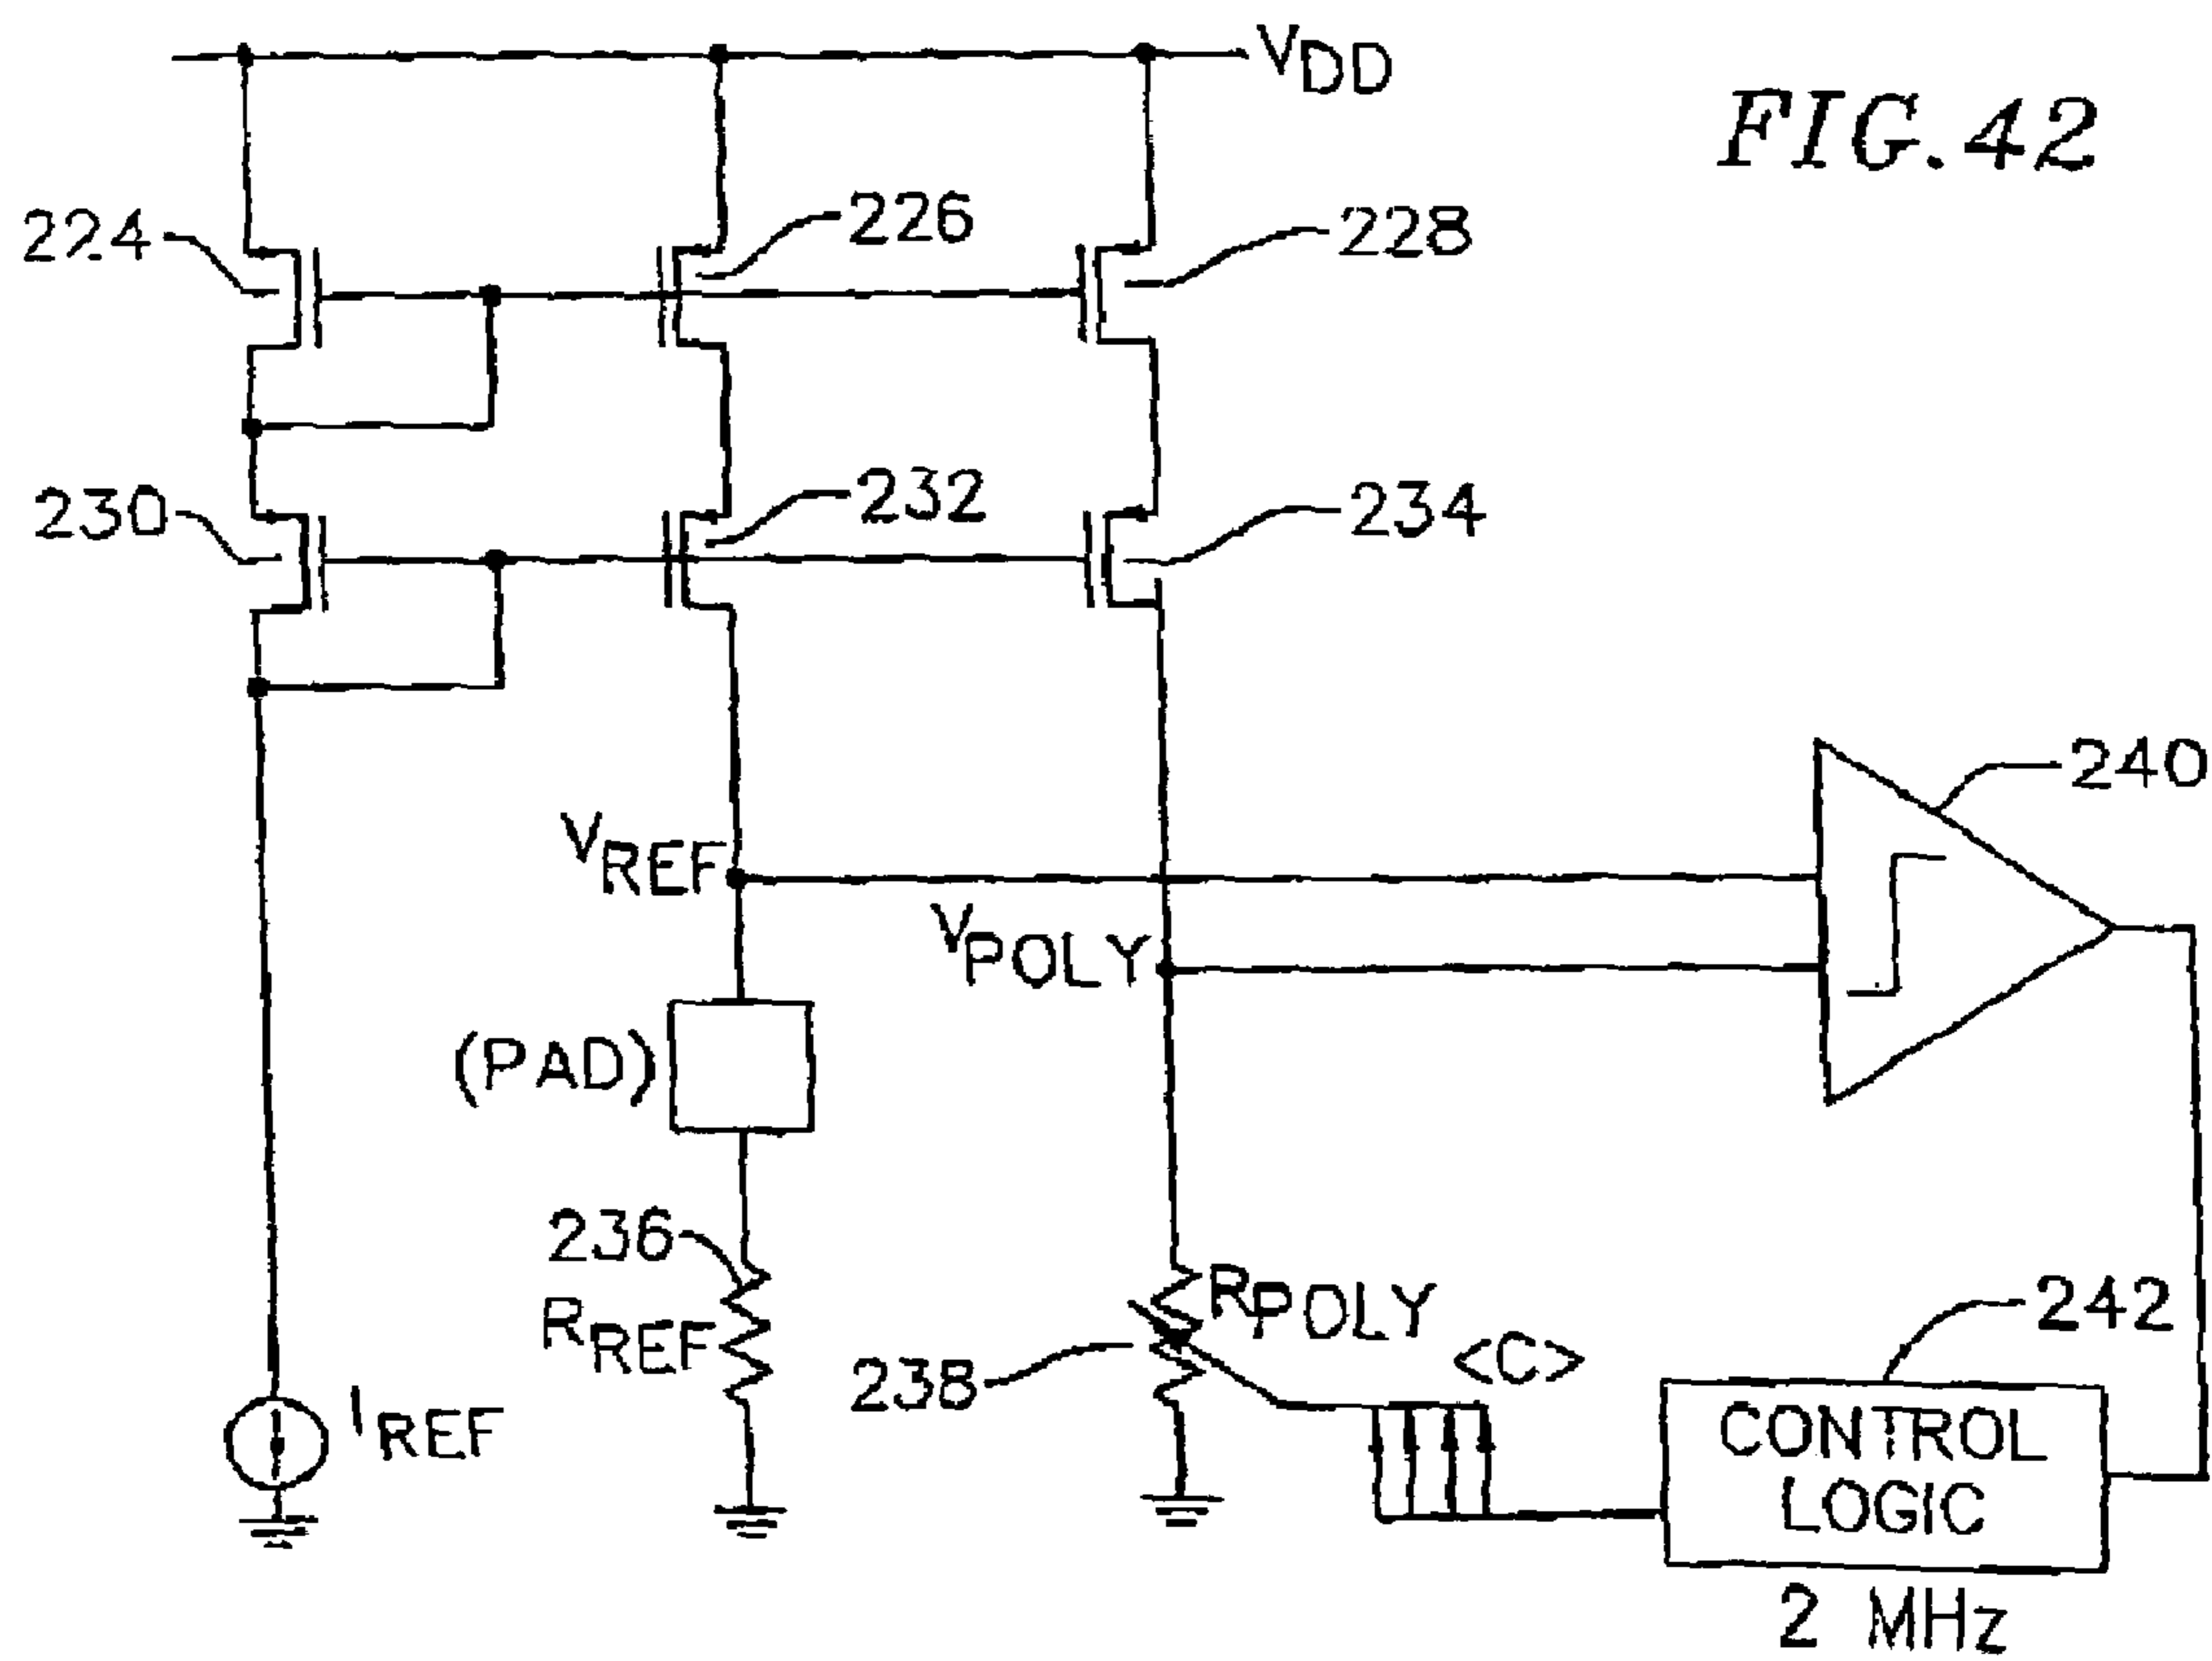 VDD
FIG.42
224
226
228
230
232
234
240
VREF
VPOLY
(PAD)
236
RREF
RPOLY
238
<C>
242
IREF
CONTROL
LOGIC
2 MHz